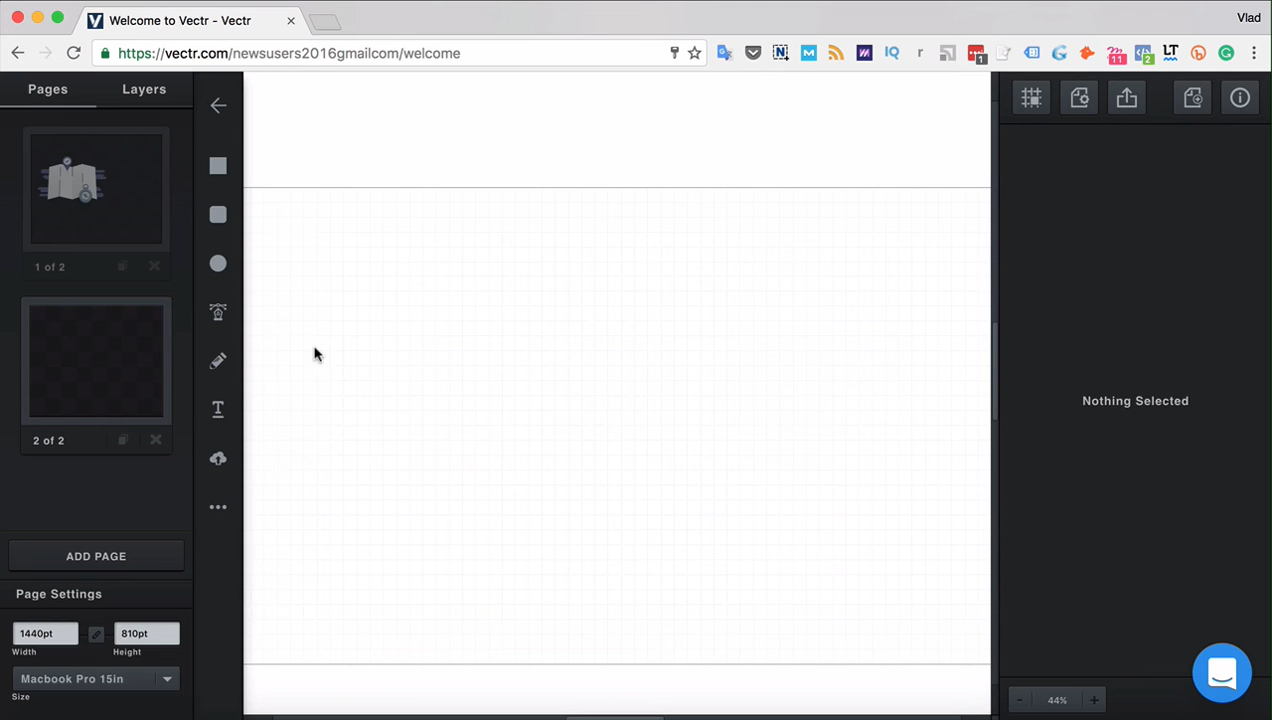 Welcome to Vectr - Vectr
Vlad
https://vectr.com/newsusers2016gmailcom/welcome
Pages
Layers
1 of 2
2 of 2
ADD PAGE
Page Settings
1440pt
810pt
Width
Height
Macbook Pro 15in
Size
Nothing Selected
- 44% +